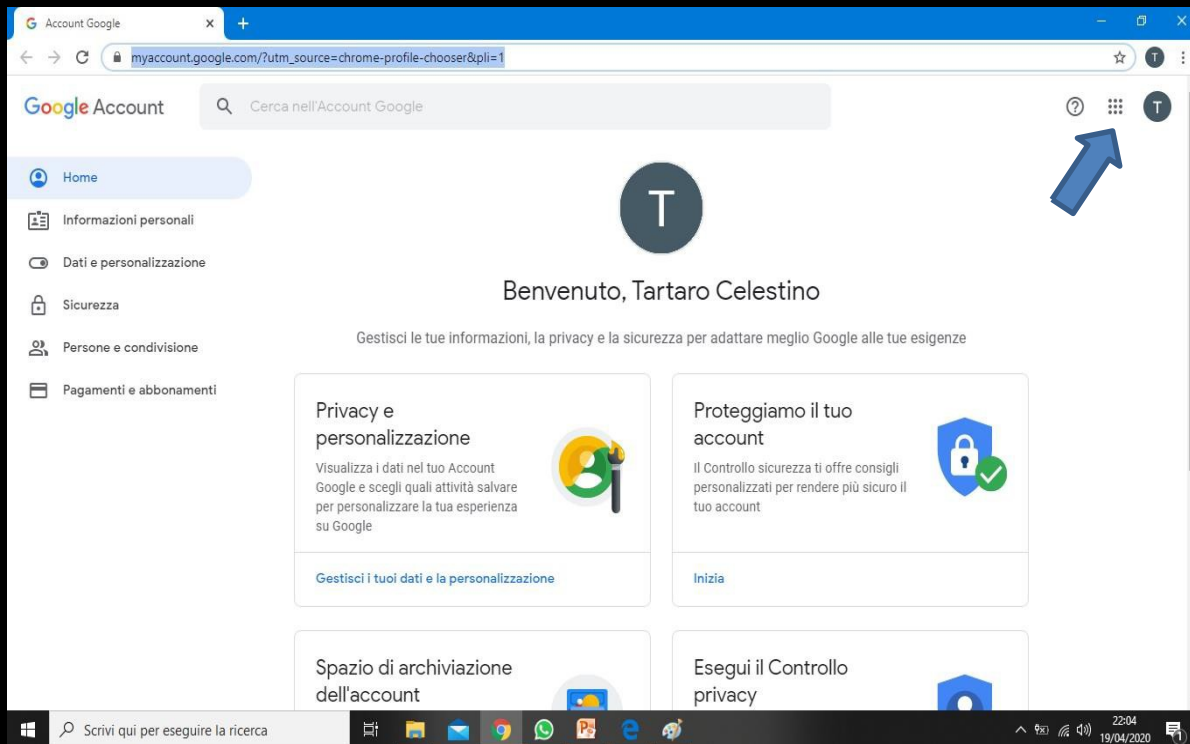 Account Google
myaccount.google.com/?utm_source=chrome-profile-chooser&pli=1
T
Google Account
Cerca nell'Account Google
T
Home
Informazioni personali
Dati e personalizzazione
Sicurezza
Persone e condivisione
Pagamenti e abbonamenti
T
Benvenuto, Tartaro Celestino
Gestisci le tue informazioni, la privacy e la sicurezza per adattare meglio Google alle tue esigenze
Privacy e
personalizzazione
Visualizza i dati nel tuo Account
Google e scegli quali attività salvare
per personalizzare la tua esperienza
su Google
Gestisci i tuoi dati e la personalizzazione
Proteggiamo il tuo
account
Il Controllo sicurezza ti offre consigli
personalizzati per rendere più sicuro il
tuo account
Inizia
Spazio di archiviazione
dell'account
Esegui il Controllo
privacy
Scrivi qui per eseguire la ricerca
22:04
19/04/2020